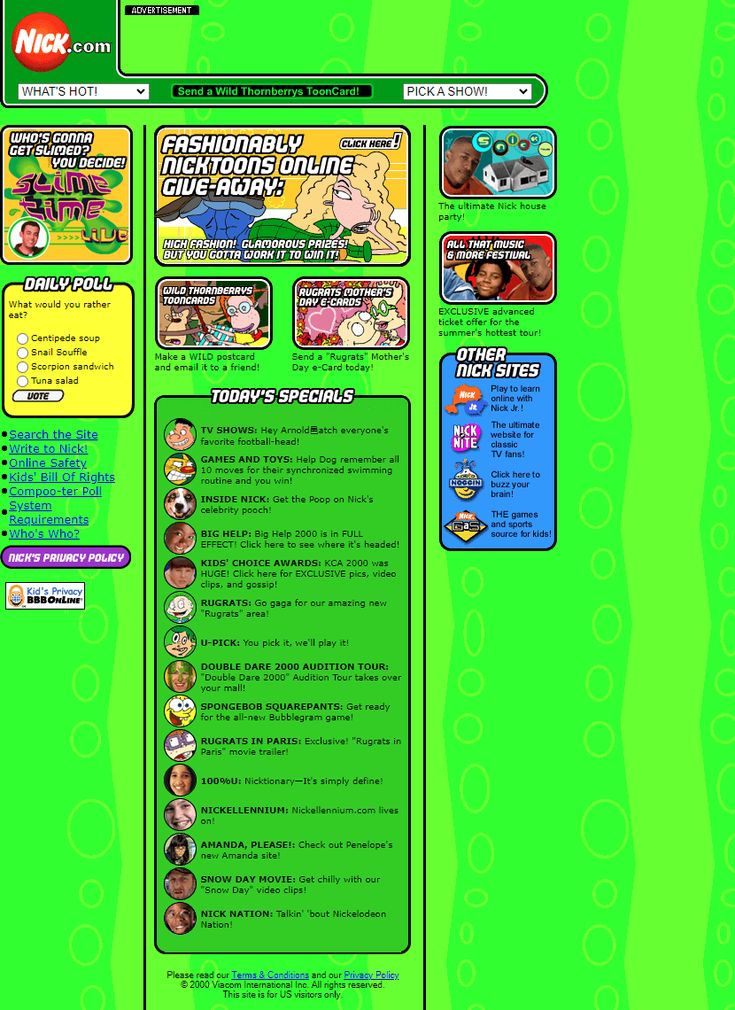 NICK.com
ADVERTISEMENT
WHAT'S HOT!
Send a Wild Thornberrys ToonCard!
PICK A SHOW!
WHO'S GONNA
GET SLIMED?
YOU DECIDE!
SLIME
TIME
LIVE
DAILY POLL
What would you rather
eat?
Centipede soup
Snail Souffle
Scorpion sandwich
Tuna salad
VOTE
Search the Site
Write to Nick!
Online Safety
Kids' Bill Of Rights
Compoo-ter Poll
System
Requirements
Who's Who?
NICK'S PRIVACY POLICY
Kid's Privacy
BBBONLINE
FASHIONABLY
CLICK HERE!
NICKTOONS ONLINE
GIVE-AWAY:
HIGH FASHION! GLAMOROUS PRIZES!
BUT YOU GOTTA WORK IT TO WIN IT!
WILD THORNBERRYS
TOONCARDS
Make a WILD postcard
and email it to a friend!
RUGRATS MOTHER'S
DAY E-CARDS
Send a "Rugrats" Mother's
Day e-Card today!
TODAY'S SPECIALS
TV SHOWS: Hey Arnold atch everyone's
favorite football-head!
GAMES AND TOYS: Help Dog remember all
10 moves for their synchronized swimming
routine and you win!
INSIDE NICK: Get the Poop on Nick's
celebrity pooch!
BIG HELP: Big Help 2000 is in FULL
EFFECT! Click here to see where it's headed!
KIDS' CHOICE AWARDS: KCA 2000 was
HUGE! Click here for EXCLUSIVE pics, video
clips, and gossip!
RUGRATS: Go gaga for our amazing new
"Rugrats" area!
U-PICK: You pick it, we'll play it!
DOUBLE DARE 2000 AUDITION TOUR:
"Double Dare 2000" Audition Tour takes over
your mall!
SPONGEBOB SQUAREPANTS: Get ready
for the all-new Bubblegram game!
RUGRATS IN PARIS: Exclusive! "Rugrats in
Paris" movie trailer!
100%U: Nicktionary—It's simply define!
NICKELLENNIUM: Nickellennium.com lives
on!
AMANDA, PLEASE!: Check out Penelope's
new Amanda site!
SNOW DAY MOVIE: Get chilly with our
"Snow Day" video clips!
NICK NATION: Talkin' 'bout Nickelodeon
Nation!
Please read our Terms & Conditions and our Privacy Policy
© 2000 Viacom International Inc. All rights reserved.
This site is for US visitors only.
SNICK
The ultimate Nick house
party!
ALL THAT MUSIC
& MORE FESTIVAL
EXCLUSIVE advanced
ticket offer for the
summer's hottest tour!
OTHER
NICK SITES
NICK JR.
Play to learn
online with
Nick Jr.!
NICK
NITE
The ultimate
website for
classic
TV fans!
NOGGIN
Click here to
buzz your
brain!
NICK
GAS
THE games
and sports
source for kids!